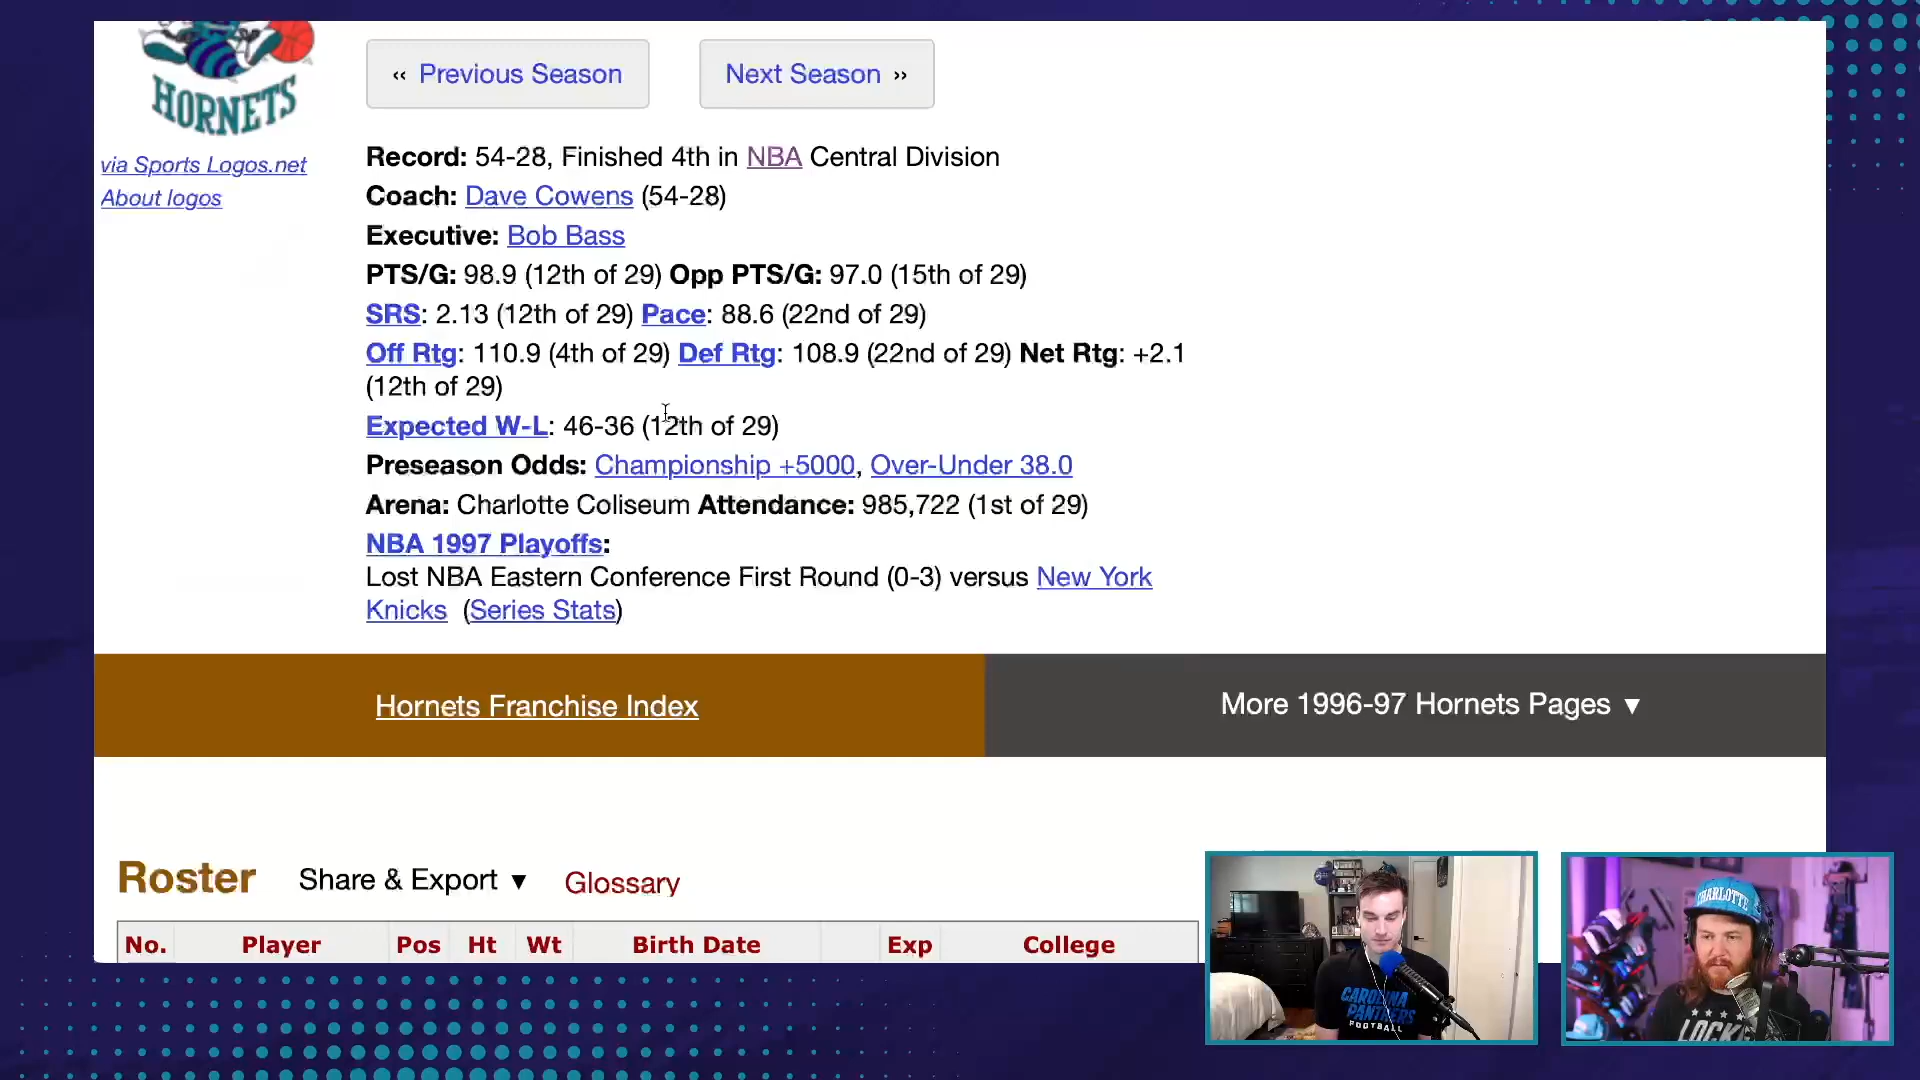 HORNETS
via Sports Logos.net
About logos
‹‹ Previous Season
Next Season ››
Record: 54-28, Finished 4th in NBA Central Division
Coach: Dave Cowens (54-28)
Executive: Bob Bass
PTS/G: 98.9 (12th of 29) Opp PTS/G: 97.0 (15th of 29)
SRS: 2.13 (12th of 29) Pace: 88.6 (22nd of 29)
Off Rtg: 110.9 (4th of 29) Def Rtg: 108.9 (22nd of 29) Net Rtg: +2.1
(12th of 29)
Expected W-L: 46-36 (12th of 29)
Preseason Odds: Championship +5000, Over-Under 38.0
Arena: Charlotte Coliseum Attendance: 985,722 (1st of 29)
NBA 1997 Playoffs:
Lost NBA Eastern Conference First Round (0-3) versus New York
Knicks (Series Stats)
Hornets Franchise Index
More 1996-97 Hornets Pages ▼
Roster Share & Export ▼ Glossary
No. Player Pos Ht Wt Birth Date Exp College
CAROLINA
PANTHERS
FOOTBALL
CHARLOTTE